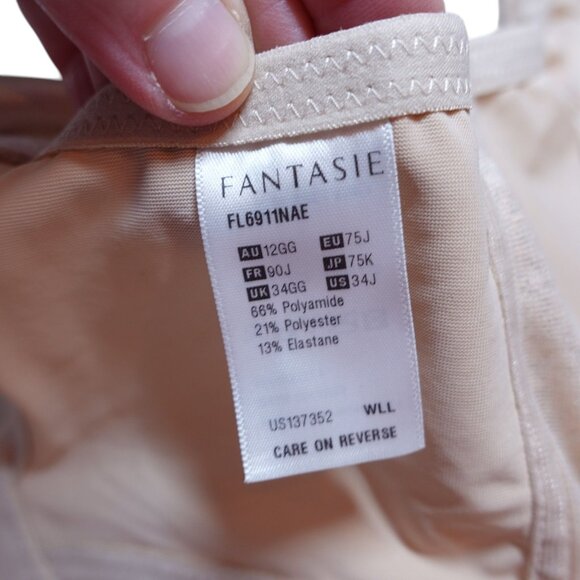 FANTASIE
FL6911NAE
AU 12GG EU 75J
FR 90J JP 75K
UK 34GG US 34J
66% Polyamide
21% Polyester
13% Elastane
US137352 WLL
CARE ON REVERSE